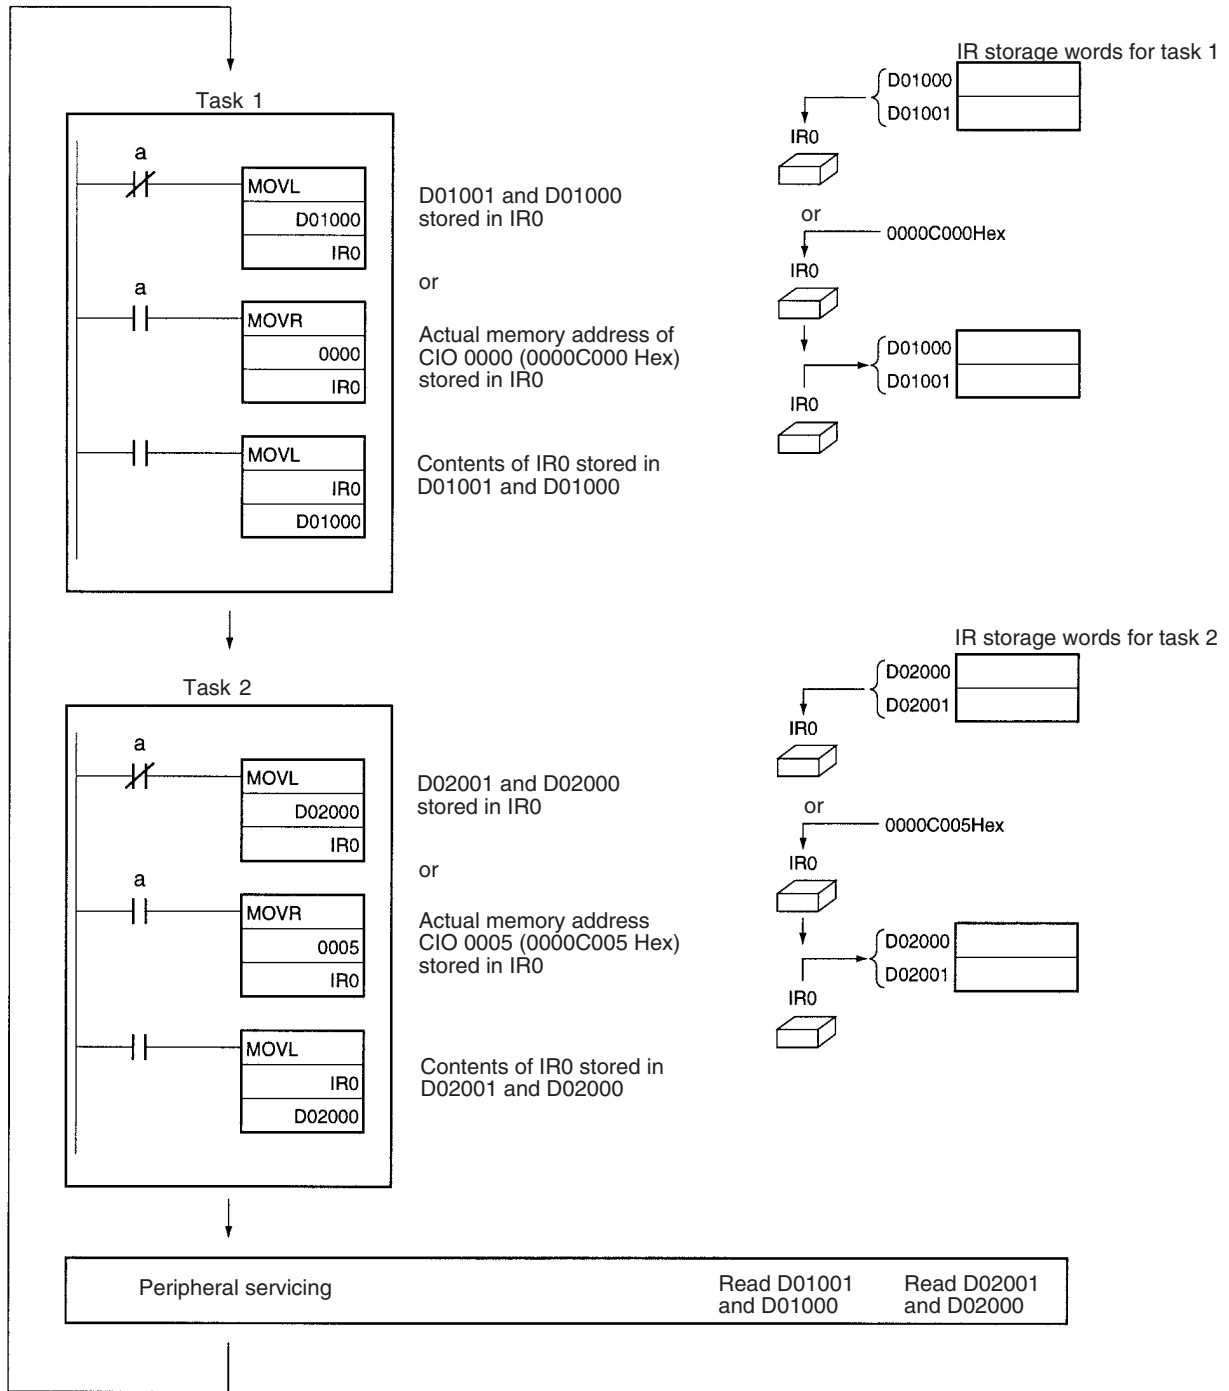 IR storage words for task 1
Task 1
D01000
D01001
IR0
a
MOVL
D01000
IR0
D01001 and D01000
stored in IR0
or
0000C000Hex
IR0
or
a
MOVR
0000
IR0
Actual memory address of
CIO 0000 (0000C000 Hex)
stored in IR0
D01000
D01001
IR0
MOVL
IR0
D01000
Contents of IR0 stored in
D01001 and D01000
IR storage words for task 2
Task 2
D02000
D02001
IR0
a
MOVL
D02000
IR0
D02001 and D02000
stored in IR0
or
0000C005Hex
IR0
or
a
MOVR
0005
IR0
Actual memory address
CIO 0005 (0000C005 Hex)
stored in IR0
D02000
D02001
IR0
MOVL
IR0
D02000
Contents of IR0 stored in
D02001 and D02000
Peripheral servicing
Read D01001
and D01000
Read D02001
and D02000